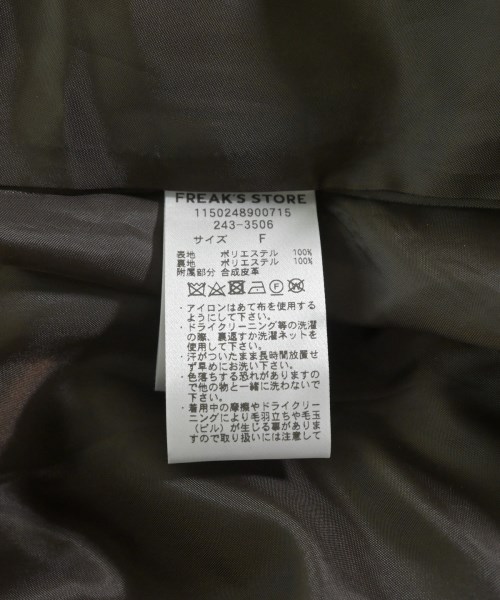 FREAK'S STORE
1150248900715
243-3506
サイズ F
表地 ポリエステル 100%
裏地 ポリエステル 100%
附属部分 合成皮革
・アイロンはあて布を使用する
ようにして下さい。
・ドライクリーニング等の洗濯
の際、裏返すか洗濯ネットを
使用して下さい。
・汗がついたまま長時間放置せ
ず早めにお洗い下さい。
・色落ちする恐れがありますの
で他の物と一緒に洗わないで
下さい。
・着用中の摩擦やドライクリー
ニングにより毛羽立ちや毛玉
(ピル)が生じる事がありま
すので取り扱いには注意して